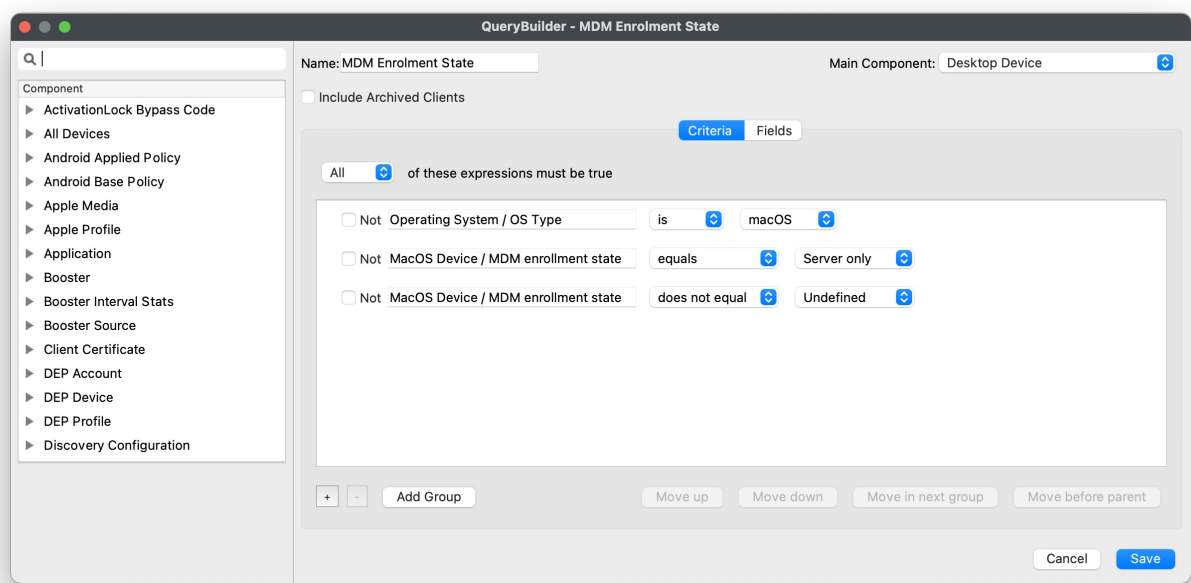 QueryBuilder - MDM Enrolment State
Name: MDM Enrolment State
Main Component: Desktop Device
Include Archived Clients
Component
ActivationLock Bypass Code
All Devices
Android Applied Policy
Android Base Policy
Apple Media
Apple Profile
Application
Booster
Booster Interval Stats
Booster Source
Client Certificate
DEP Account
DEP Device
DEP Profile
Discovery Configuration
Criteria Fields
All of these expressions must be true
Not Operating System / OS Type is macOS
Not MacOS Device / MDM enrollment state equals Server only
Not MacOS Device / MDM enrollment state does not equal Undefined
+ - Add Group Move up Move down Move in next group Move before parent
Cancel Save